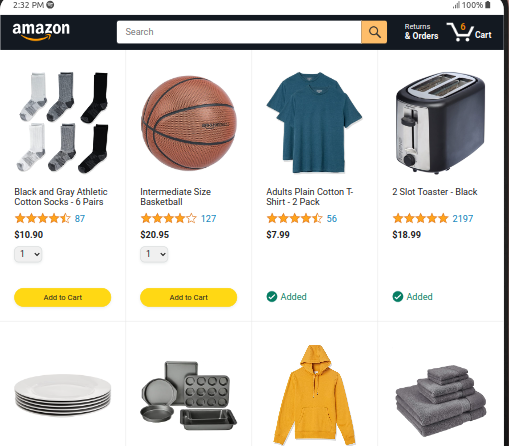 2:32 PM
100%
amazon
Search
Returns
& Orders
6
Cart
Black and Gray Athletic
Cotton Socks - 6 Pairs
87
$10.90
1
Add to Cart
Intermediate Size
Basketball
127
$20.95
1
Add to Cart
Adults Plain Cotton T-
Shirt - 2 Pack
56
$7.99
Added
2 Slot Toaster - Black
2197
$18.99
Added